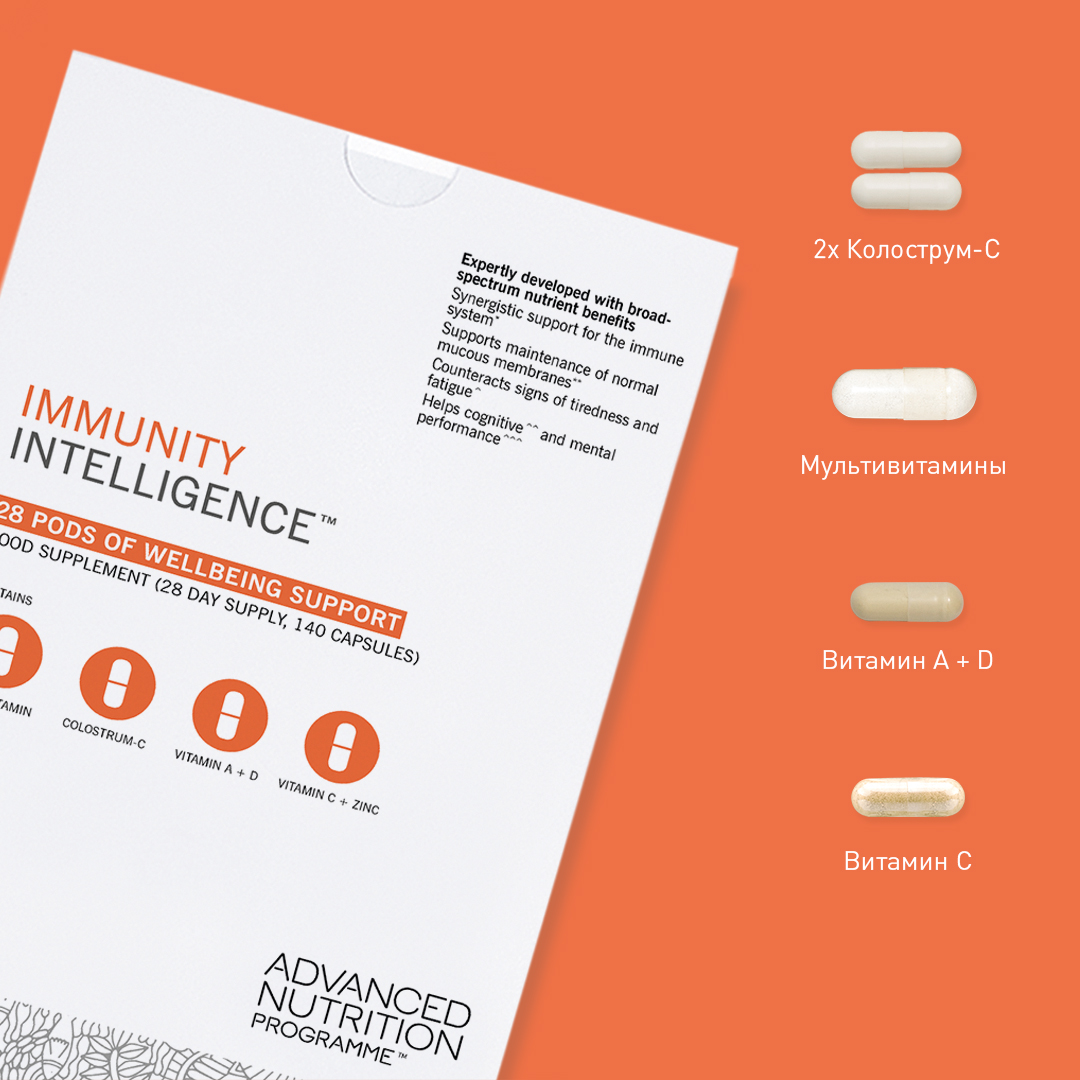 Expertly developed with broad-
spectrum nutrient benefits
Synergistic support for the immune
system*
Supports maintenance of normal
mucous membranes**
Counteracts signs of tiredness and
fatigue^
Helps cognitive^^ and mental
performance^^^
IMMUNITY
INTELLIGENCE™
28 PODS OF WELLBEING SUPPORT
OOD SUPPLEMENT (28 DAY SUPPLY, 140 CAPSULES)
TAINS
TAMIN
COLOSTRUM-C
VITAMIN A + D
VITAMIN C + ZINC
ADVANCED
NUTRITION
PROGRAMME™
2x Колострум-С
Мультивитамины
Витамин А + D
Витамин С